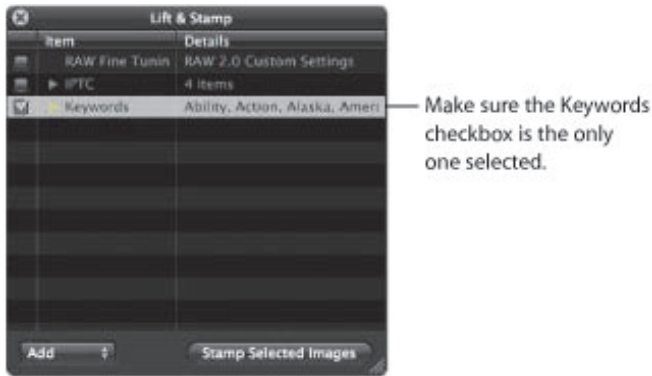 Lift & Stamp
Item Details
RAW Fine Tunin RAW 2.0 Custom Settings
IPTC 4 items
Keywords Ability, Action, Alaska, Ameri
Make sure the Keywords
checkbox is the only
one selected.
Add Stamp Selected Images